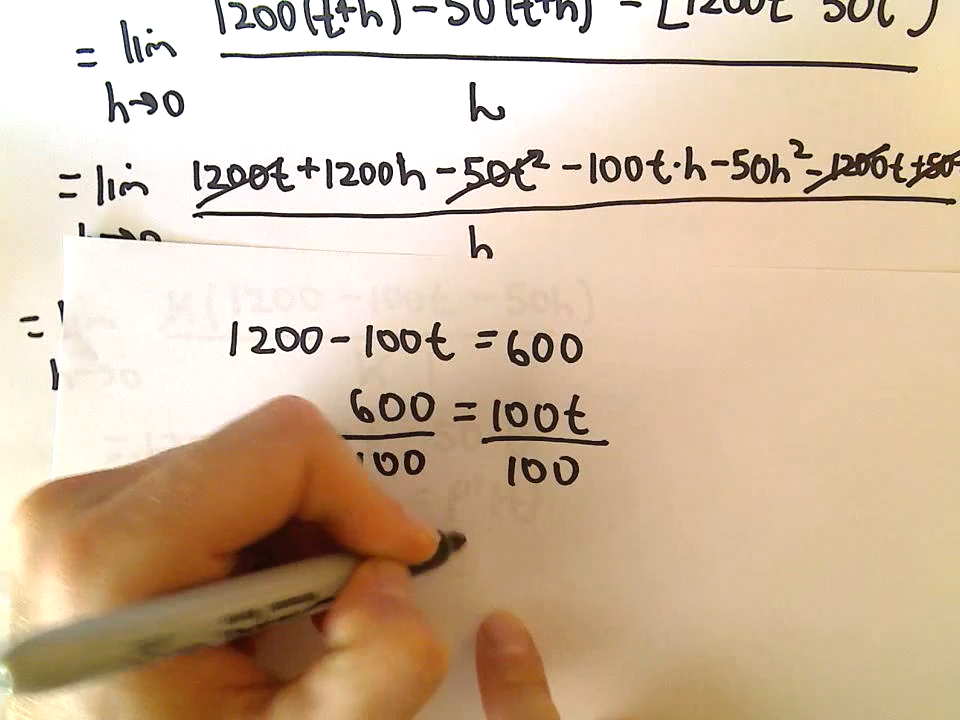 1200(t+h) - 50(t+h) - [1200t 50t )
= lim
h→0 h
= lim 1200t + 1200h - 50t² - 100t·h - 50h² - 1200t + 50
h→0 h
=
1200 - 100t = 600
600 = 100t
100 100